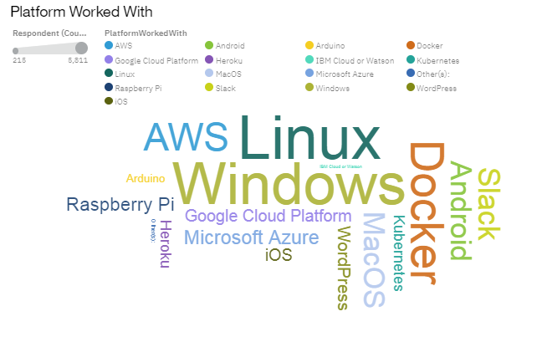 Platform Worked With
Respondent (Cou...
215 5,811
PlatformWorkedWith
AWS Android Arduino Docker
Google Cloud Platform Heroku IBM Cloud or Watson Kubernetes
Linux MacOS Microsoft Azure Other(s):
Raspberry Pi Slack Windows WordPress
iOS
AWS Linux
IBM Cloud or Watson
Arduino Windows
Raspberry Pi
Google Cloud Platform
Microsoft Azure
iOS
Other(s):
Heroku
WordPress
MacOS
Kubernetes
Docker
Android
Slack